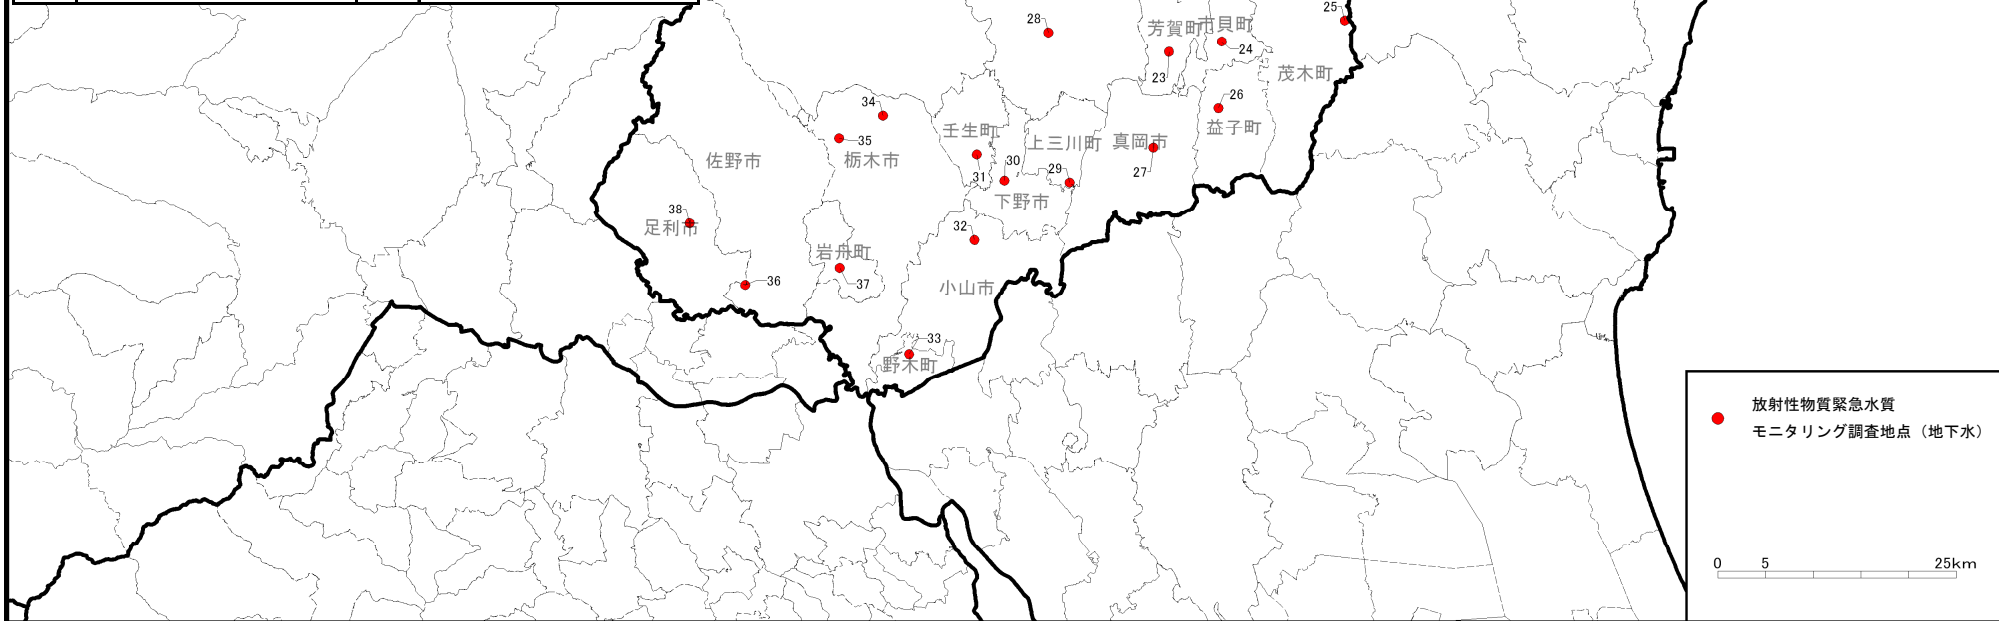 25
28
芳賀町
市貝町
24
23
茂木町
34
26
壬生町
益子町
35
上三川町
真岡市
佐野市
栃木市
30
31
29
27
下野市
38
足利市
32
岩舟町
36
37
小山市
33
野木町
放射性物質緊急水質
モニタリング調査地点（地下水）
0 5 25km